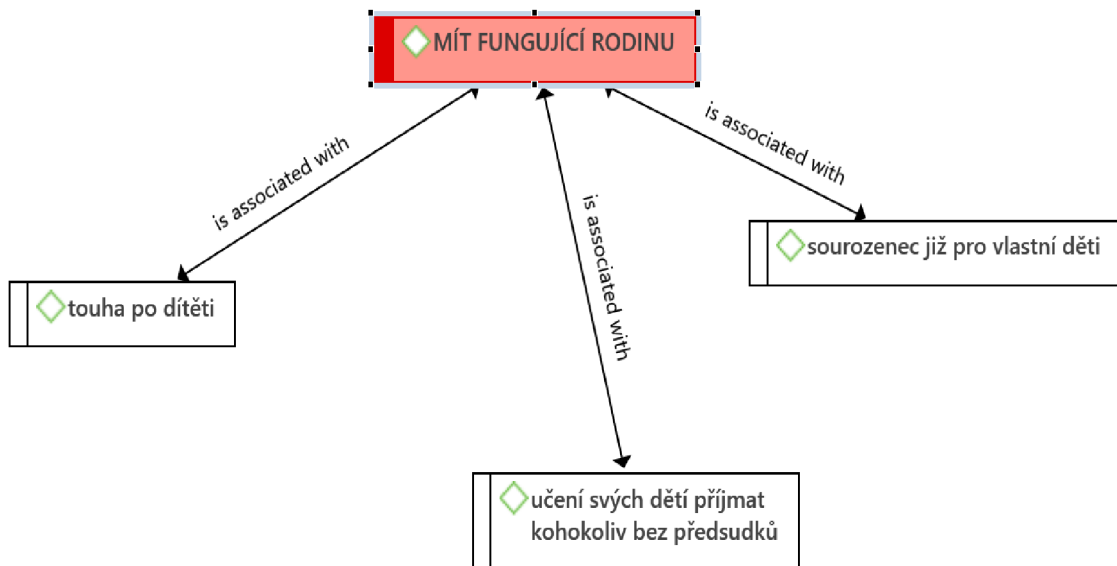 MÍT FUNGUJÍCÍ RODINU
is associated with
is associated with
is associated with
sourozenec již pro vlastní děti
touha po dítěti
učení svých dětí příjmat
kohokoliv bez předsudků